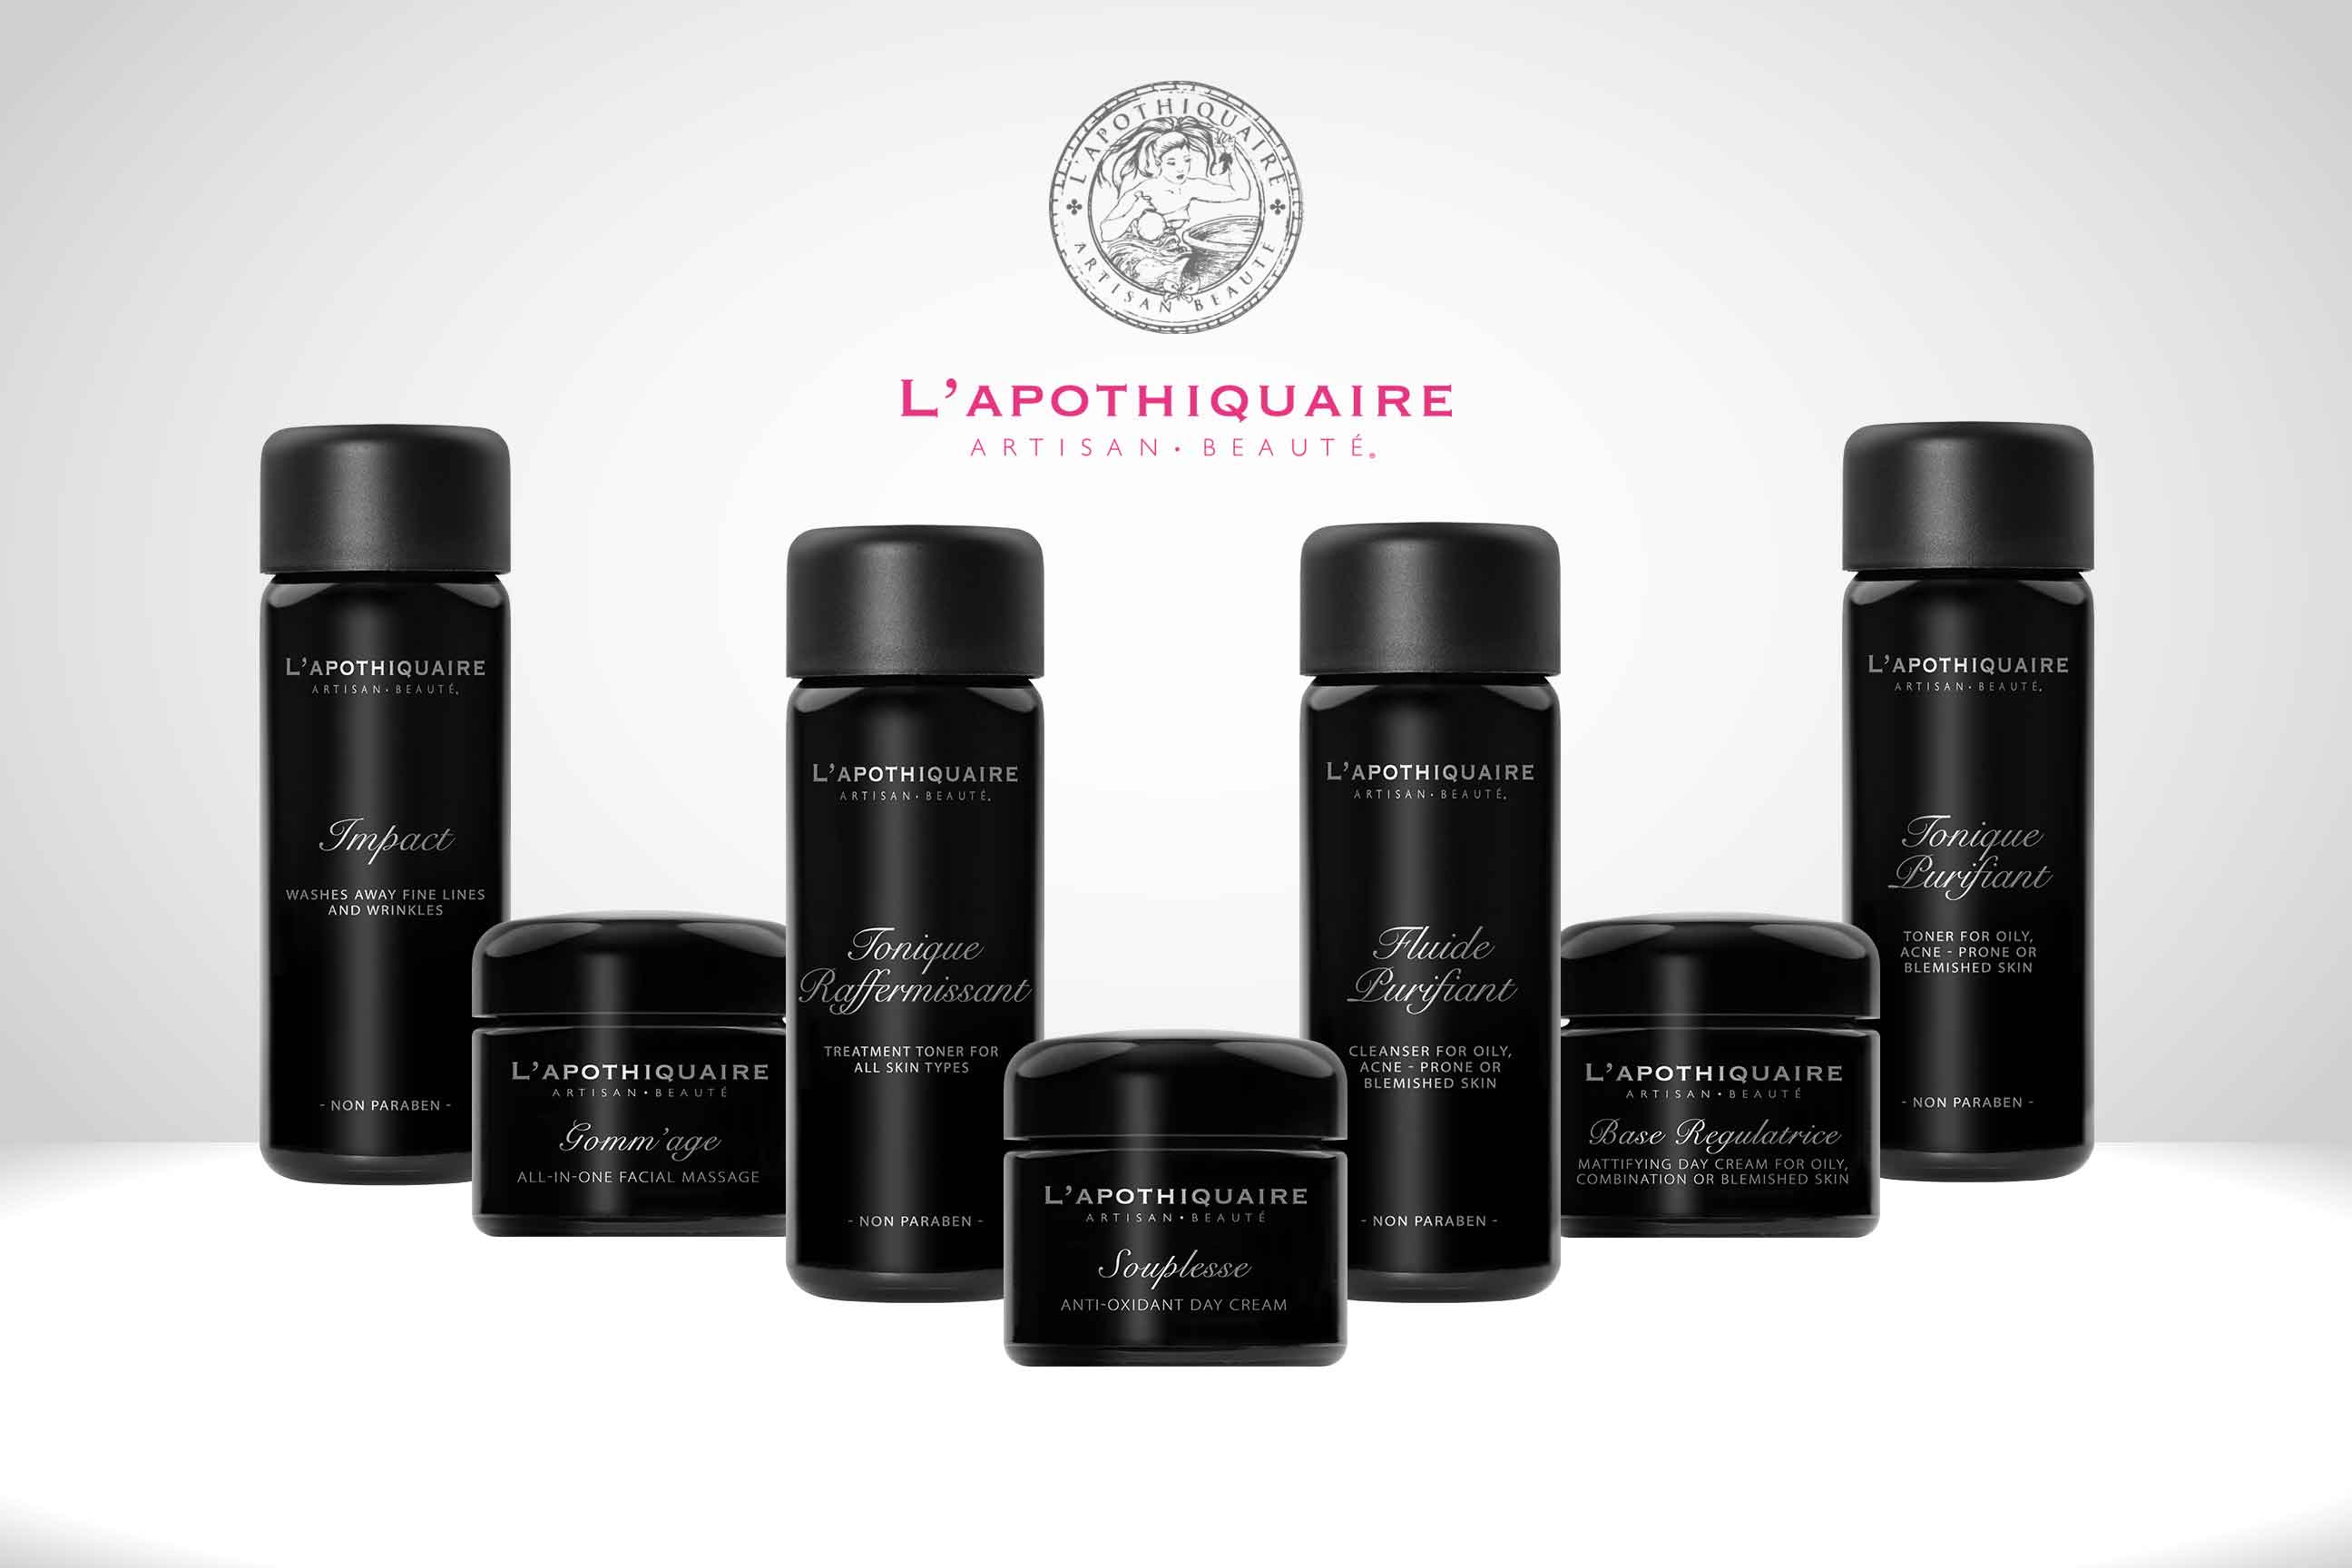 L'APOTHIQUAIRE
ARTISAN BEAUTÉ
L'APOTHIQUAIRE
ARTISAN • BEAUTÉ®
L'APOTHIQUAIRE
ARTISAN • BEAUTÉ
Impact
WASHES AWAY FINE LINES
AND WRINKLES
- NON PARABEN -
L'APOTHIQUAIRE
ARTISAN • BEAUTÉ
Gomm'age
ALL-IN-ONE FACIAL MASSAGE
L'APOTHIQUAIRE
ARTISAN • BEAUTÉ
Tonique
Raffermissant
TREATMENT TONER FOR
ALL SKIN TYPES
- NON PARABEN -
L'APOTHIQUAIRE
ARTISAN • BEAUTÉ
Souplesse
ANTI-OXIDANT DAY CREAM
L'APOTHIQUAIRE
ARTISAN • BEAUTÉ
Fluide
Purifiant
CLEANSER FOR OILY,
ACNE - PRONE OR
BLEMISHED SKIN
- NON PARABEN -
L'APOTHIQUAIRE
ARTISAN • BEAUTÉ
Base Regulatrice
MATTIFYING DAY CREAM FOR OILY,
COMBINATION OR BLEMISHED SKIN
L'APOTHIQUAIRE
ARTISAN • BEAUTÉ
Tonique
Purifiant
TONER FOR OILY,
ACNE - PRONE OR
BLEMISHED SKIN
- NON PARABEN -